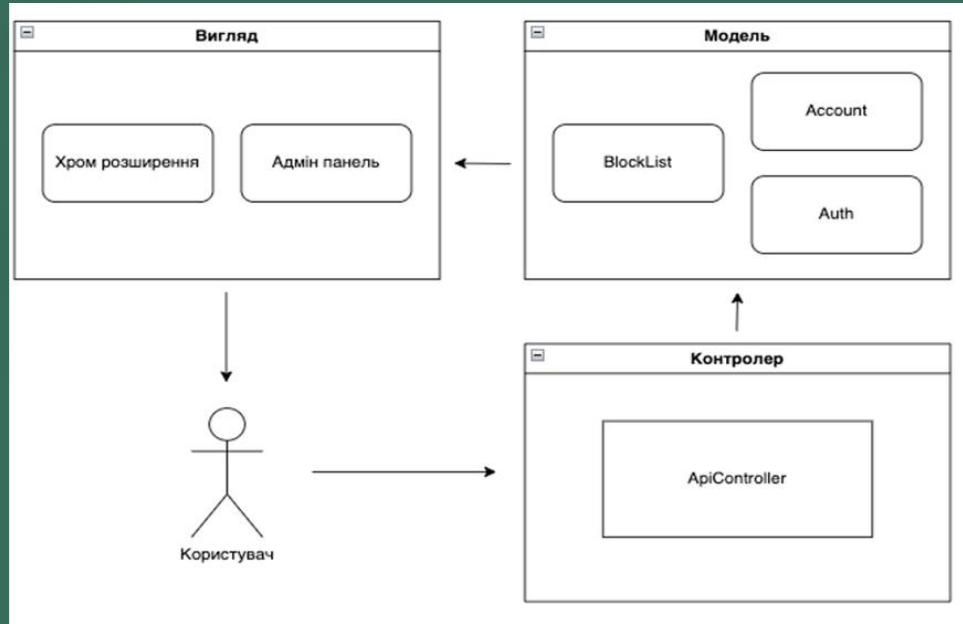 Вигляд
Хром розширення
Адмін панель
Модель
BlockList
Account
Auth
Контролер
ApiController
Користувач